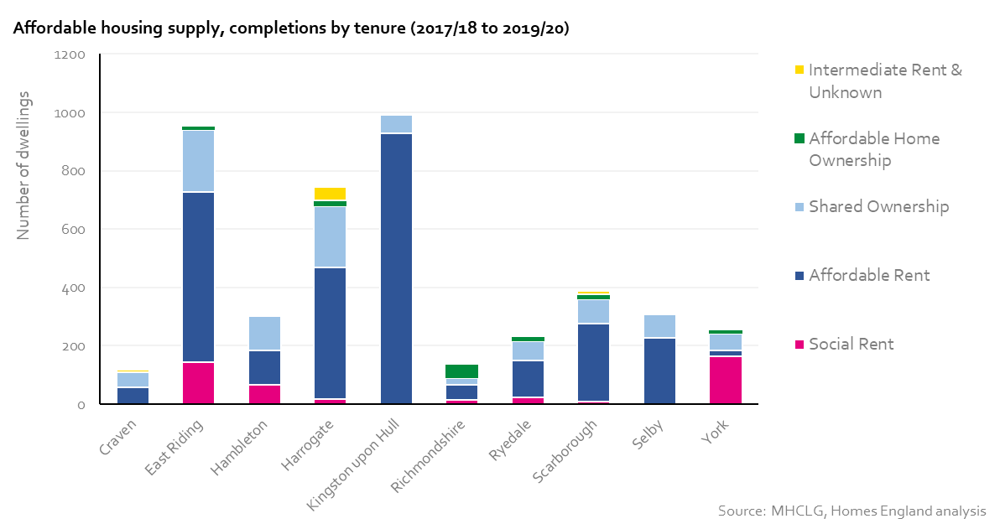 Affordable housing supply, completions by tenure (2017/18 to 2019/20)
Number of dwellings
1200
1000
800
600
400
200
0
Craven
East Riding
Hambleton
Harrogate
Kingston upon Hull
Richmondshire
Ryedale
Scarborough
Selby
York
Intermediate Rent &
Unknown
Affordable Home
Ownership
Shared Ownership
Affordable Rent
Social Rent
Source: MHCLG, Homes England analysis